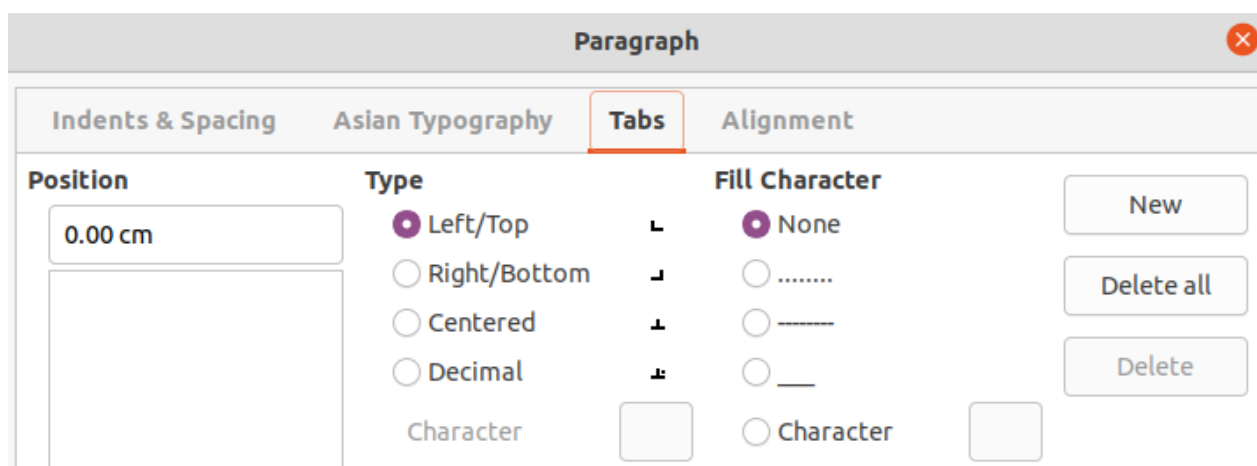 Paragraph
Indents & Spacing Asian Typography Tabs Alignment
Position Type Fill Character
New
0.00 cm Left/Top None
Right/Bottom ........
Delete all
Centered --------
Decimal ___
Delete
Character Character